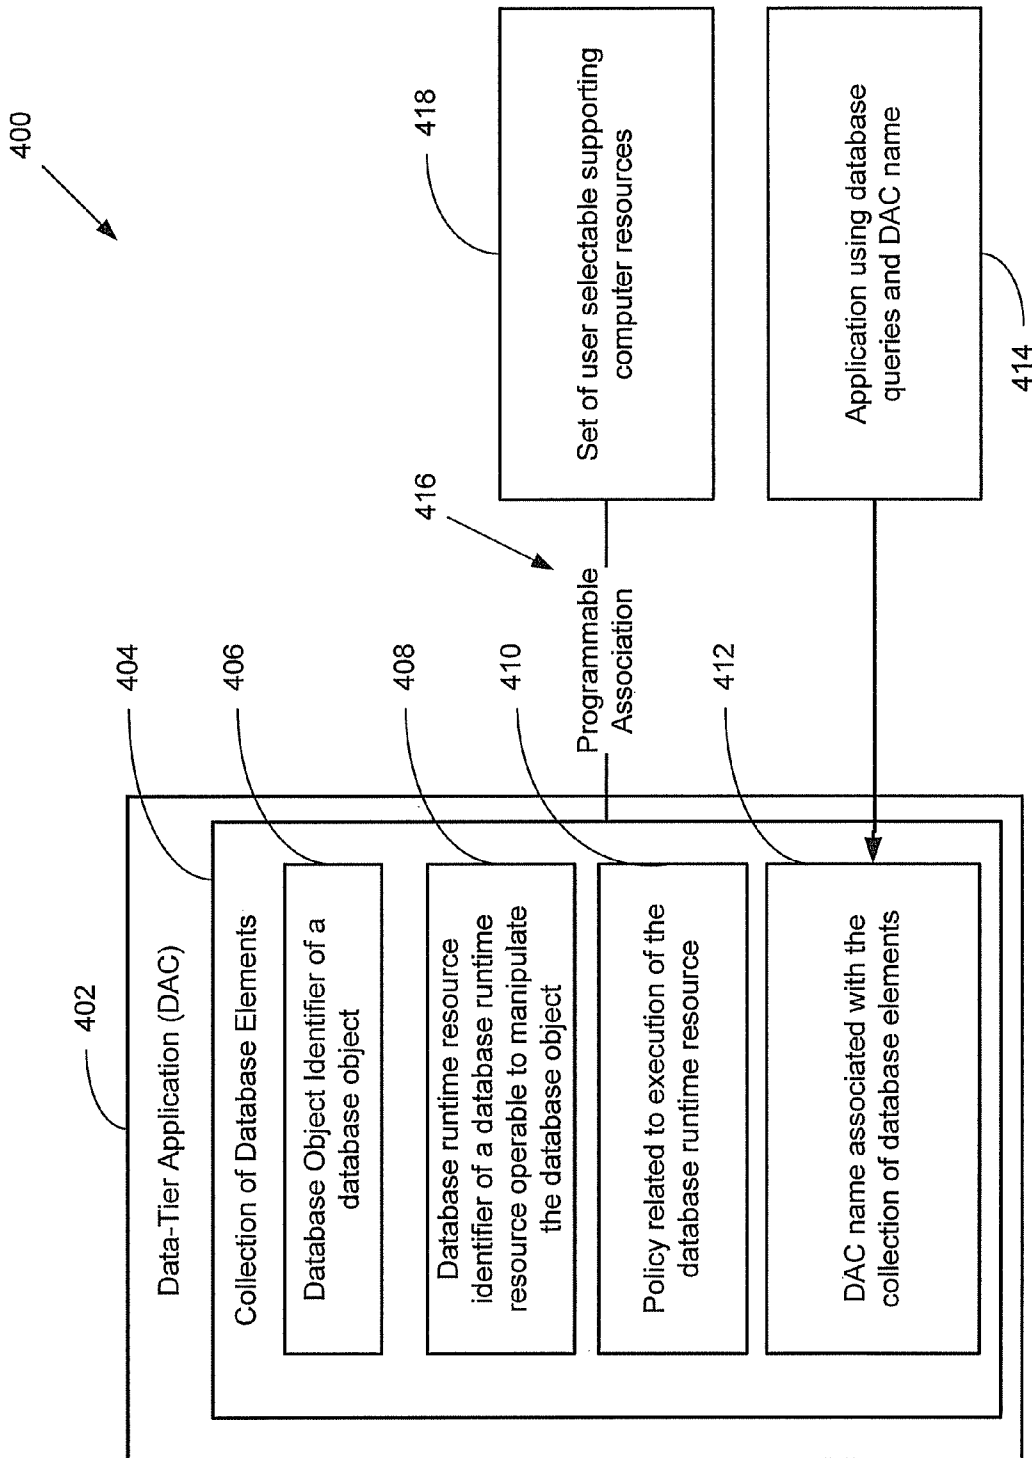 400
402
Data-Tier Application (DAC)
404
Collection of Database Elements
406
Database Object Identifier of a
database object
408
Database runtime resource
identifier of a database runtime
resource operable to manipulate
the database object
410
Policy related to execution of the
database runtime resource
412
DAC name associated with the
collection of database elements
416
Programmable
Association
418
Set of user selectable supporting
computer resources
Application using database
queries and DAC name
414